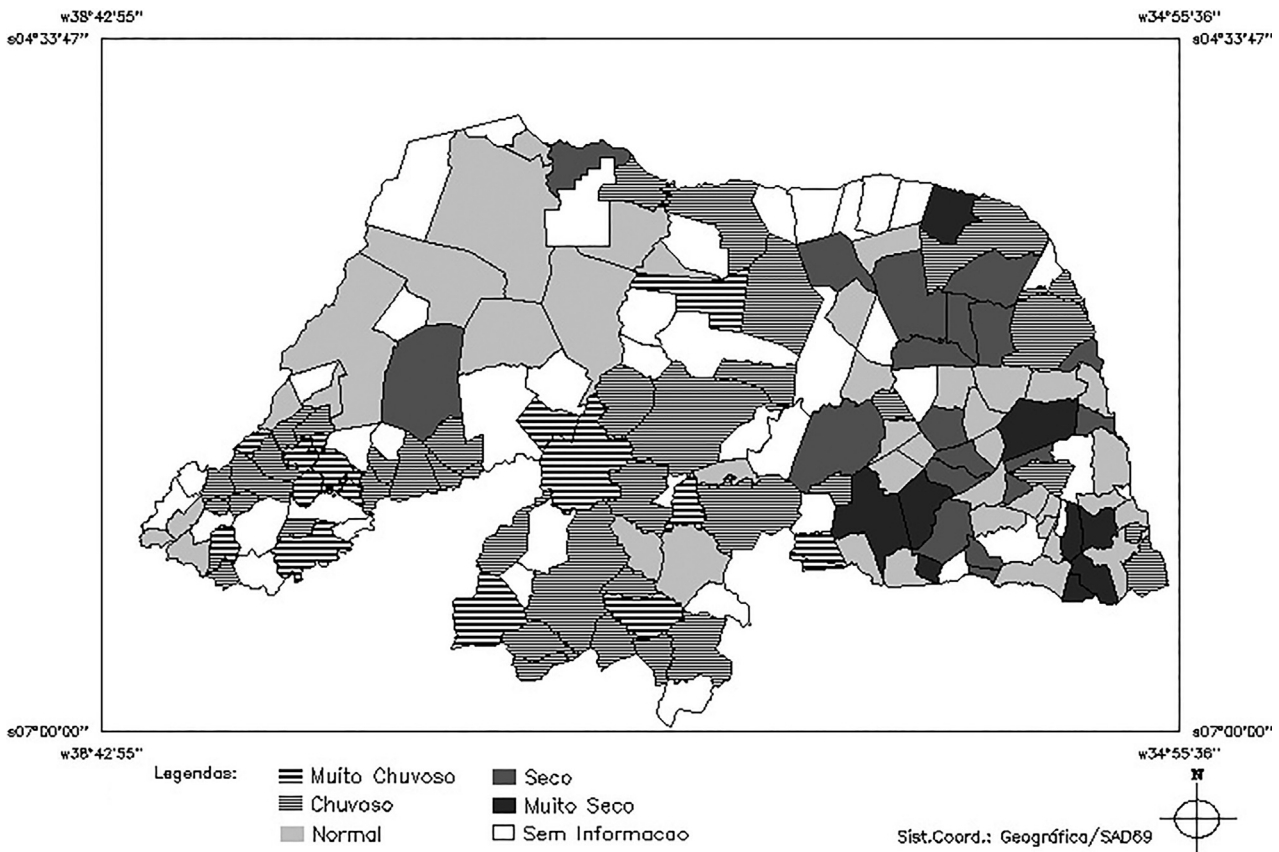 w38°42'55" w34°55'36"
s04°33'47" s04°33'47"
s07°00'00" s07°00'00"
w38°42'55" w34°55'36"
Legendas:
Muito Chuvoso
Chuvoso
Normal
Seco
Muito Seco
Sem Informacao
N
Sist.Coord.: Geográfica/SAD69